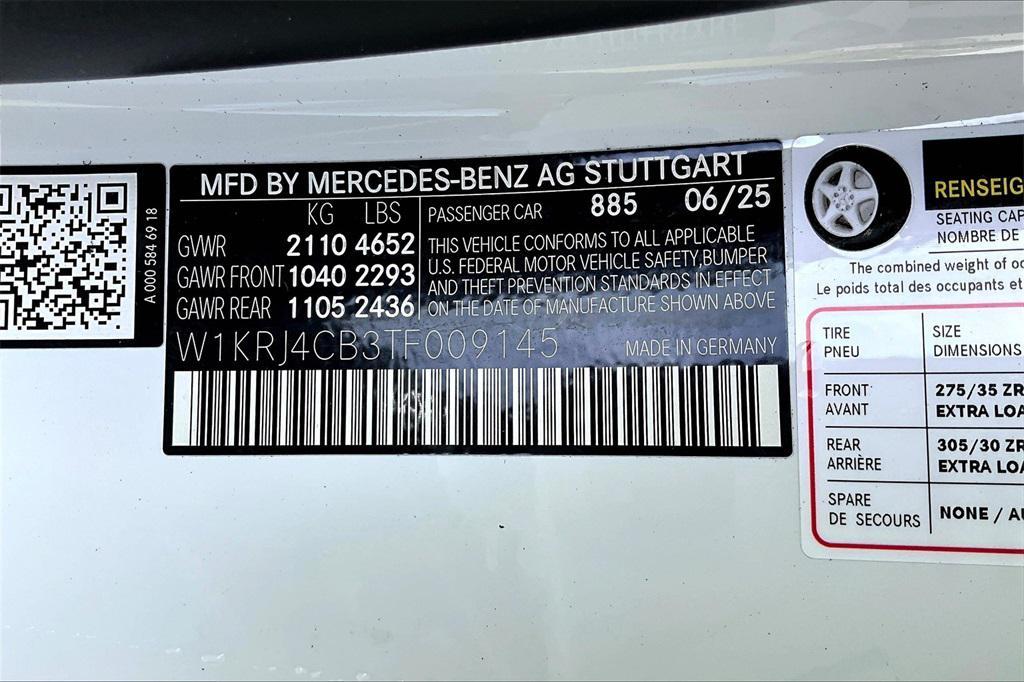 A 000 584 69 18
MFD BY MERCEDES-BENZ AG STUTTGART
KG LBS
GVWR 2110 4652
GAWR FRONT 1040 2293
GAWR REAR 1105 2436
PASSENGER CAR 885 06/25
THIS VEHICLE CONFORMS TO ALL APPLICABLE
U.S. FEDERAL MOTOR VEHICLE SAFETY,BUMPER
AND THEFT PREVENTION STANDARDS IN EFFECT
ON THE DATE OF MANUFACTURE SHOWN ABOVE
W1KRJ4CB3TF009145 MADE IN GERMANY
RENSEIG
SEATING CAP
NOMBRE DE
The combined weight of oc
Le poids total des occupants et
TIRE SIZE
PNEU DIMENSIONS
FRONT 275/35 ZR
AVANT EXTRA LOA
REAR 305/30 ZR
ARRIÈRE EXTRA LOA
SPARE
DE SECOURS NONE / AU